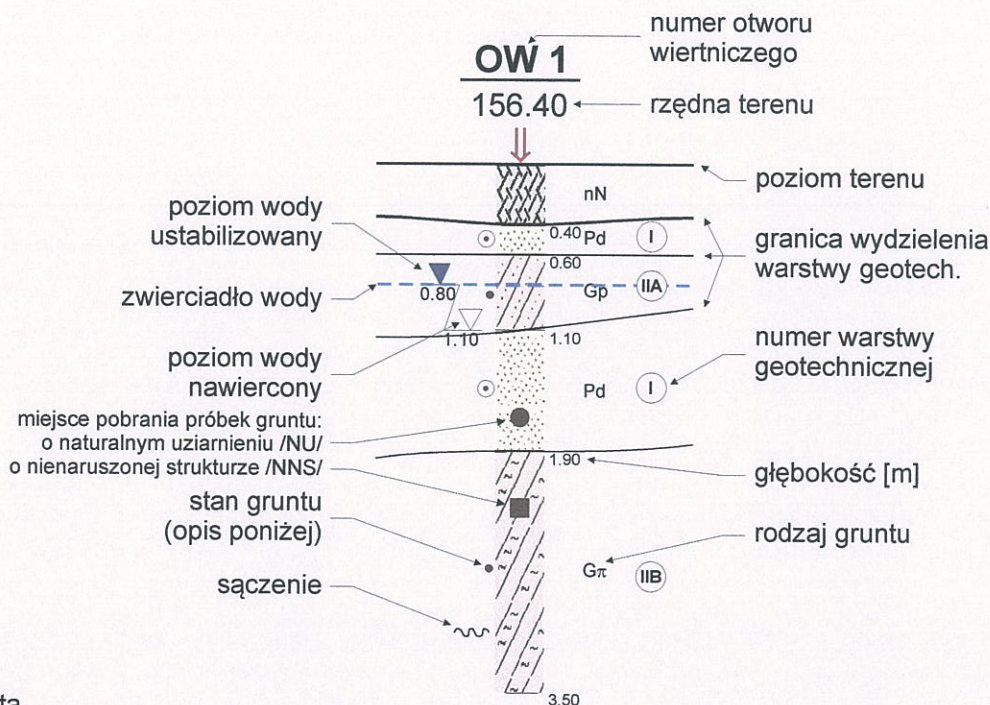 numer otworu
wiertniczego
OW 1
156.40
rzędna terenu
nN
poziom terenu
poziom wody
ustabilizowany
0.40 Pd I
granica wydzielenia
warstwy geotech.
0.60
zwierciadło wody
0.80
Gp IIA
1.10
1.10
numer warstwy
geotechnicznej
poziom wody
nawiercony
Pd I
miejsce pobrania próbek gruntu:
o naturalnym uziarnieniu /NU/
o nienaruszonej strukturze /NNS/
1.90
głębokość [m]
stan gruntu
(opis poniżej)
rodzaj gruntu
Gπ IIB
sączenie
3.50